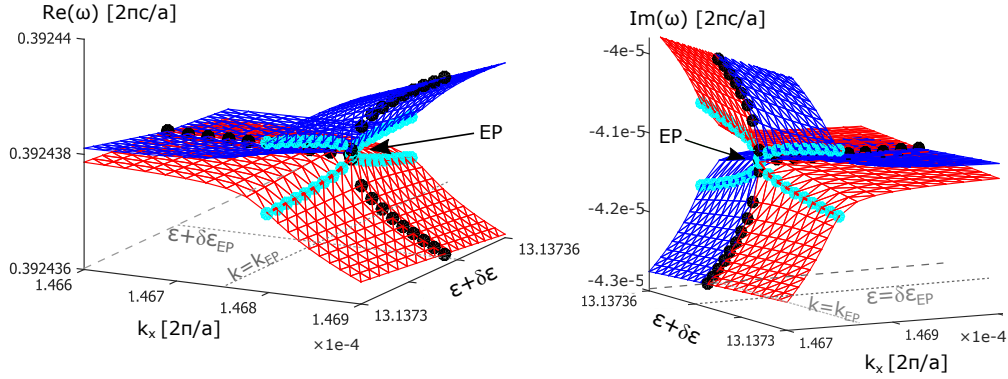 Re(ω) [2πc/a]
0.39244
0.392438
0.392436
EP
ε+δε_EP
k=k_EP
1.466
1.467
1.468
1.469
×1e-4
k_x [2π/a]
13.1373
13.13736
ε+δε
Im(ω) [2πc/a]
-4e-5
-4.1e-5
-4.2e-5
-4.3e-5
EP
13.13736
13.1373
ε+δε
k=k_EP
ε=δε_EP
1.467
1.469
×1e-4
k_x [2π/a]